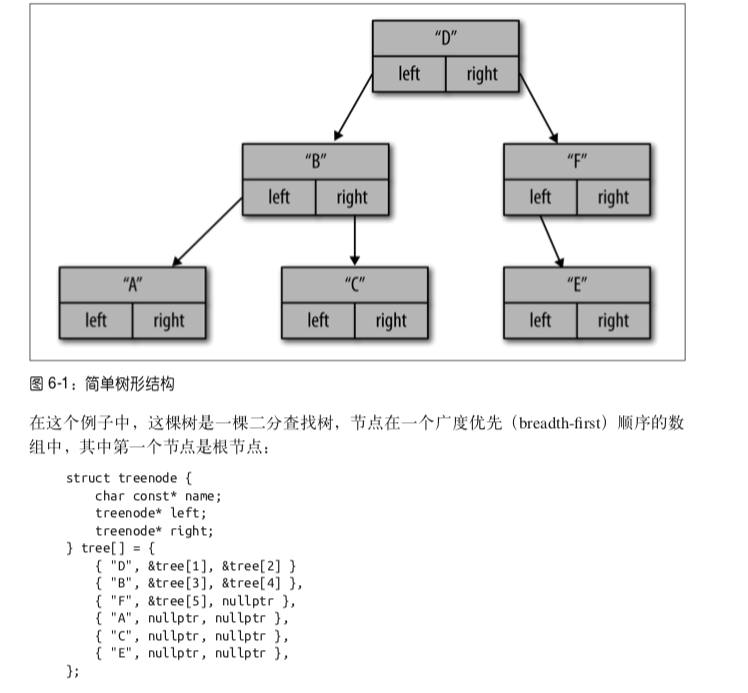 “D”
left right
“B” “F”
left right left right
“A” “C” “E”
left right left right left right
图 6-1：简单树形结构
在这个例子中，这棵树是一棵二分查找树，节点在一个广度优先（breadth-first）顺序的数
组中，其中第一个节点是根节点：
struct treenode {
    char const* name;
    treenode* left;
    treenode* right;
} tree[] = {
    { "D", &tree[1], &tree[2] }
    { "B", &tree[3], &tree[4] },
    { "F", &tree[5], nullptr },
    { "A", nullptr, nullptr },
    { "C", nullptr, nullptr },
    { "E", nullptr, nullptr },
};